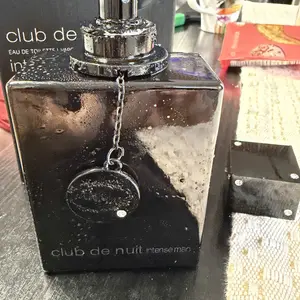 club de
EAU DE TOILETTE
int
club de nuit intense man